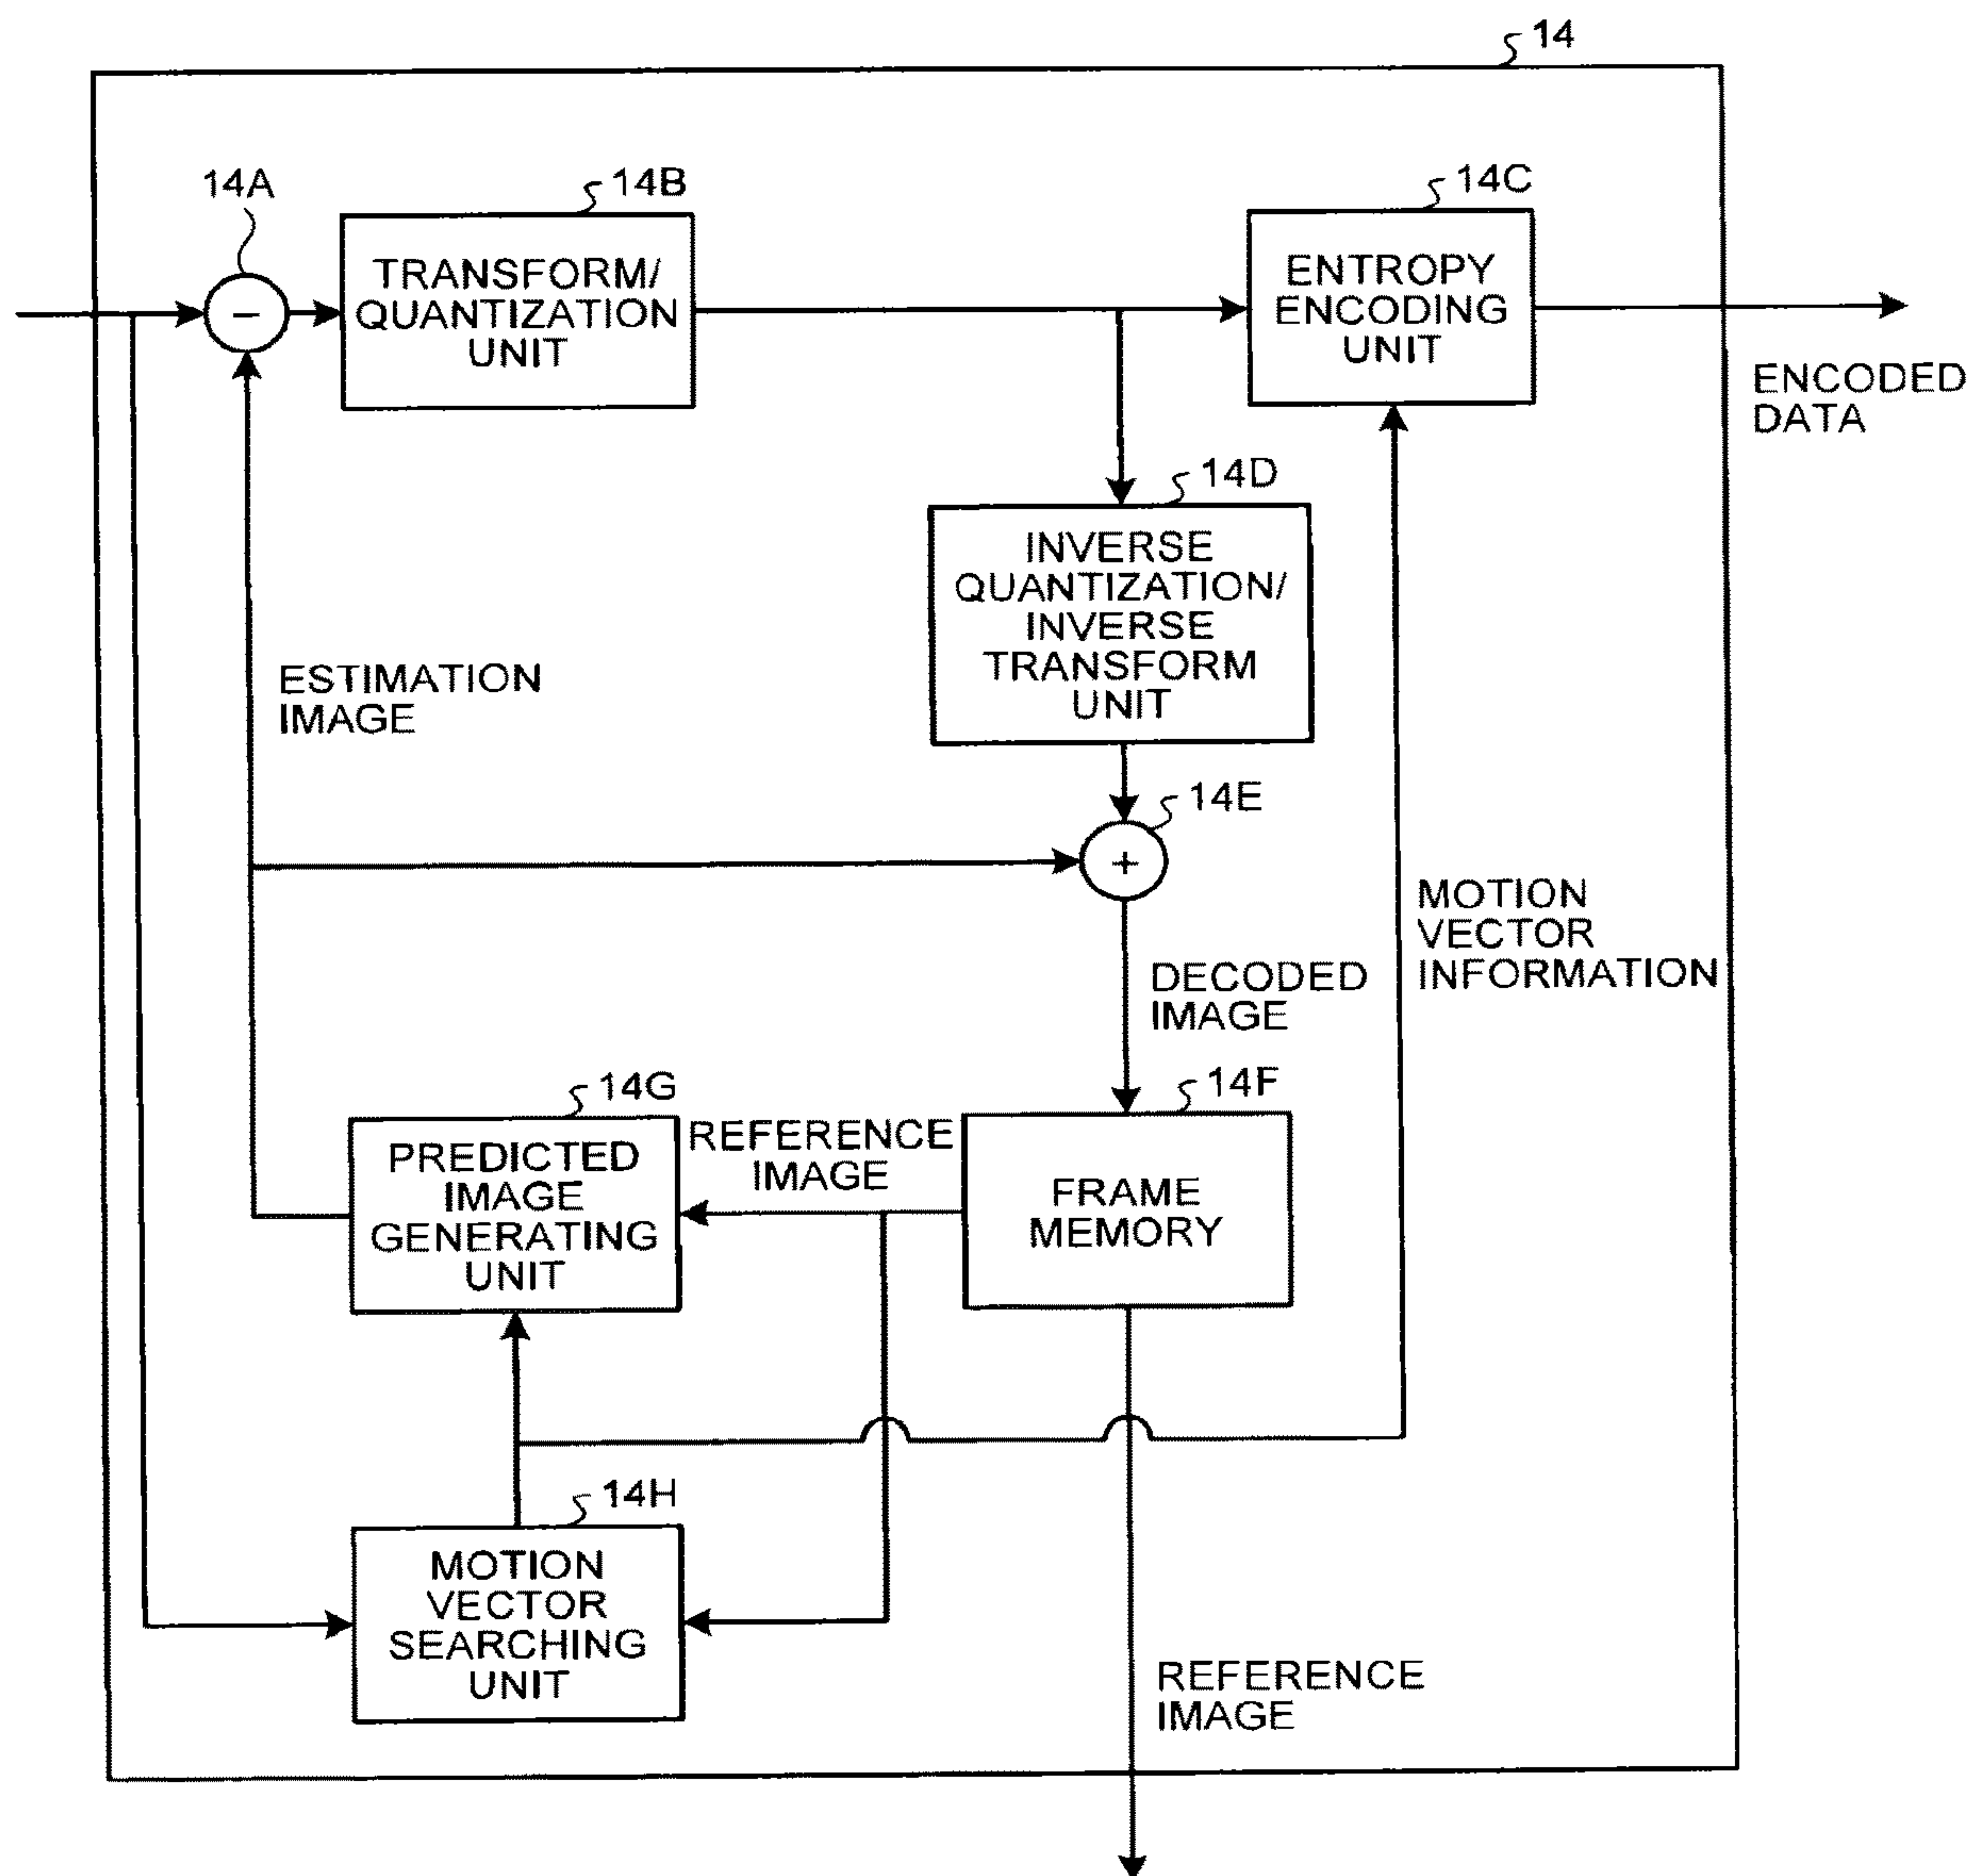 14
14A
14B
14C
TRANSFORM/
QUANTIZATION
UNIT
ENTROPY
ENCODING
UNIT
−
ENCODED
DATA
14D
INVERSE
QUANTIZATION/
INVERSE
TRANSFORM
UNIT
ESTIMATION
IMAGE
14E
+
MOTION
VECTOR
INFORMATION
DECODED
IMAGE
14G
14F
PREDICTED
IMAGE
GENERATING
UNIT
REFERENCE
IMAGE
FRAME
MEMORY
14H
MOTION
VECTOR
SEARCHING
UNIT
REFERENCE
IMAGE